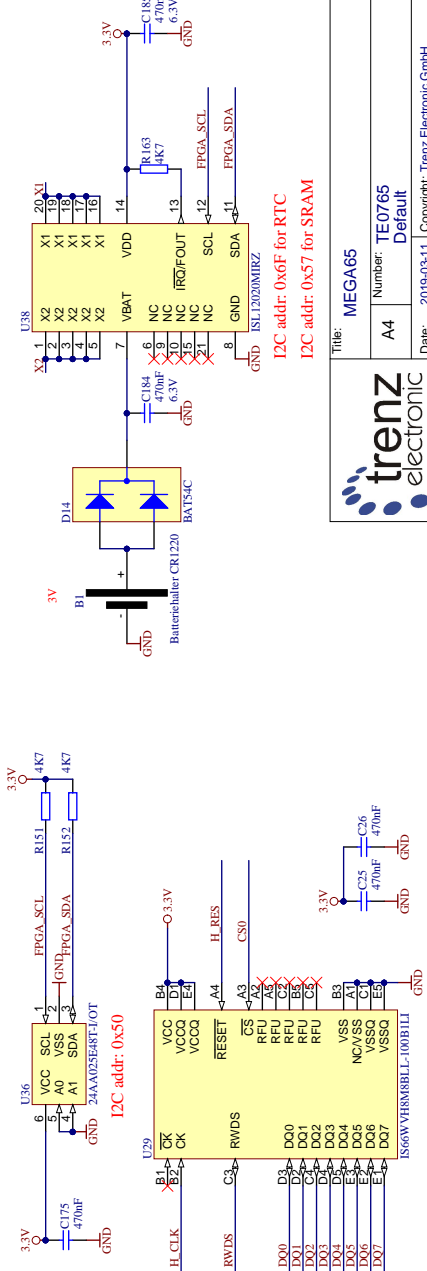 3.3V
C185
470nF
6.3V
GND
R163
4K7
FPGA_SCL
FPGA_SDA
U38
X2 1 X2 X1 20 X1
2 X2 X1 19
3 X2 X1 18
4 X2 X1 17
5 X2 X1 16
7 VBAT VDD 14
6 NC
9 NC IRQ/FOUT 13
10 NC
15 NC SCL 12
21 NC
8 GND SDA 11
GND
ISL12020MIRZ
I2C addr: 0x6F for RTC
I2C addr: 0x57 for SRAM
C184
470nF
6.3V
GND
D14
BAT54C
3V
B1
+
-
GND
Batteriehalter CR1220
trenz
electronic
Title: MEGA65
A4
Number: TE0765
Default
Date: 2019-03-11
Copyright: Trenz Electronic GmbH
3.3V
R151 4K7
R152 4K7
FPGA_SCL
GND
FPGA_SDA
U36
6 VCC SCL 1
5 A0 VSS 2
4 A1 SDA 3
24AA025E48T-I/OT
GND
I2C addr: 0x50
3.3V
C175
470nF
GND
U29
B1 CK
B2 CK
H_CLK
C3 RWDS
RWDS
D3 DQ0
D2 DQ1
C4 DQ2
D4 DQ3
D5 DQ4
E3 DQ5
E2 DQ6
E1 DQ7
DQ0
DQ1
DQ2
DQ3
DQ4
DQ5
DQ6
DQ7
VCC B4
VCCQ D1
VCCQ E4
3.3V
RESET A4
H_RES
CS A3
CS0
RFU A2
RFU A5
RFU C2
RFU B5
RFU C5
VSS B3
NC/VSS A1
VSSQ C1
VSSQ E5
GND
IS66WVH8M8BLL-100B1LI
3.3V
C25
470nF
GND
C26
470nF
GND